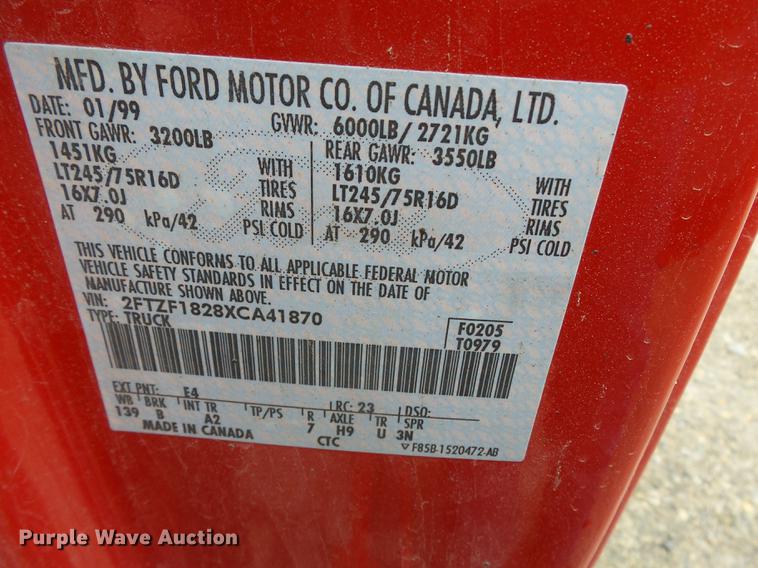 MFD. BY FORD MOTOR CO. OF CANADA, LTD.
DATE: 01/99 GVWR: 6000LB/ 2721KG
FRONT GAWR: 3200LB REAR GAWR: 3550LB
1451KG WITH 1610KG WITH
LT245/75R16D TIRES LT245/75R16D TIRES
16X7.0J RIMS 16X7.0J RIMS
AT 290 kPa/42 PSI COLD AT 290 kPa/42 PSI COLD
THIS VEHICLE CONFORMS TO ALL APPLICABLE FEDERAL MOTOR
VEHICLE SAFETY STANDARDS IN EFFECT ON THE DATE OF
MANUFACTURE SHOWN ABOVE.
VIN: 2FTZF1828XCA41870
TYPE: TRUCK F0205
T0979
EXT PNT: E4 RC: 23 DSO:
WB BRK INT TR TP/PS R AXLE TR SPR
139 B A2 7 H9 U 3N
MADE IN CANADA CTC F85B-1520472-AB
Purple Wave Auction